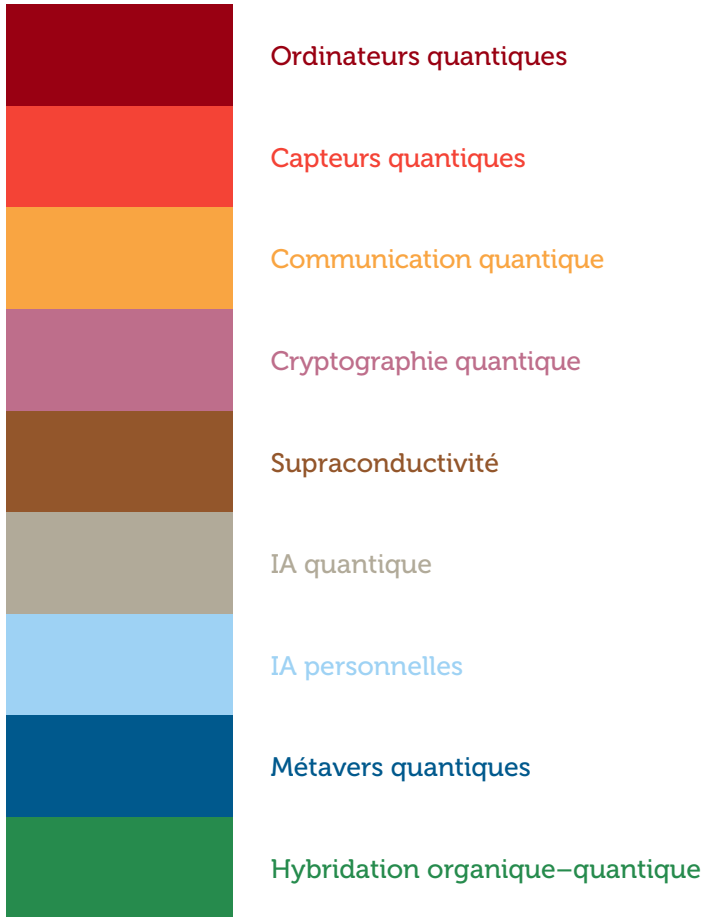 Ordinateurs quantiques
Capteurs quantiques
Communication quantique
Cryptographie quantique
Supraconductivité
IA quantique
IA personnelles
Métavers quantiques
Hybridation organique–quantique